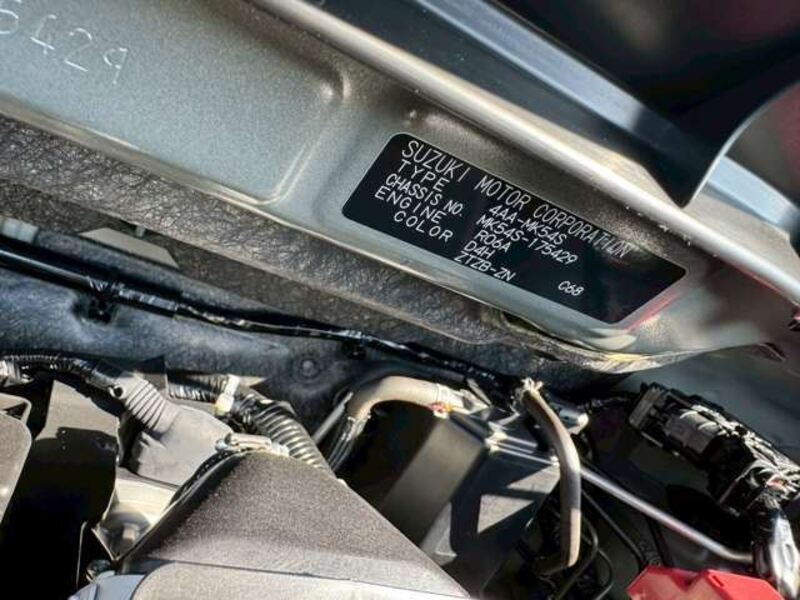 5429
SUZUKI MOTOR CORPORATION
TYPE 4AA-MK54S
CHASSIS NO. MK54S-175429
ENGINE R06A
COLOR D4H
ZTZB-ZN C68